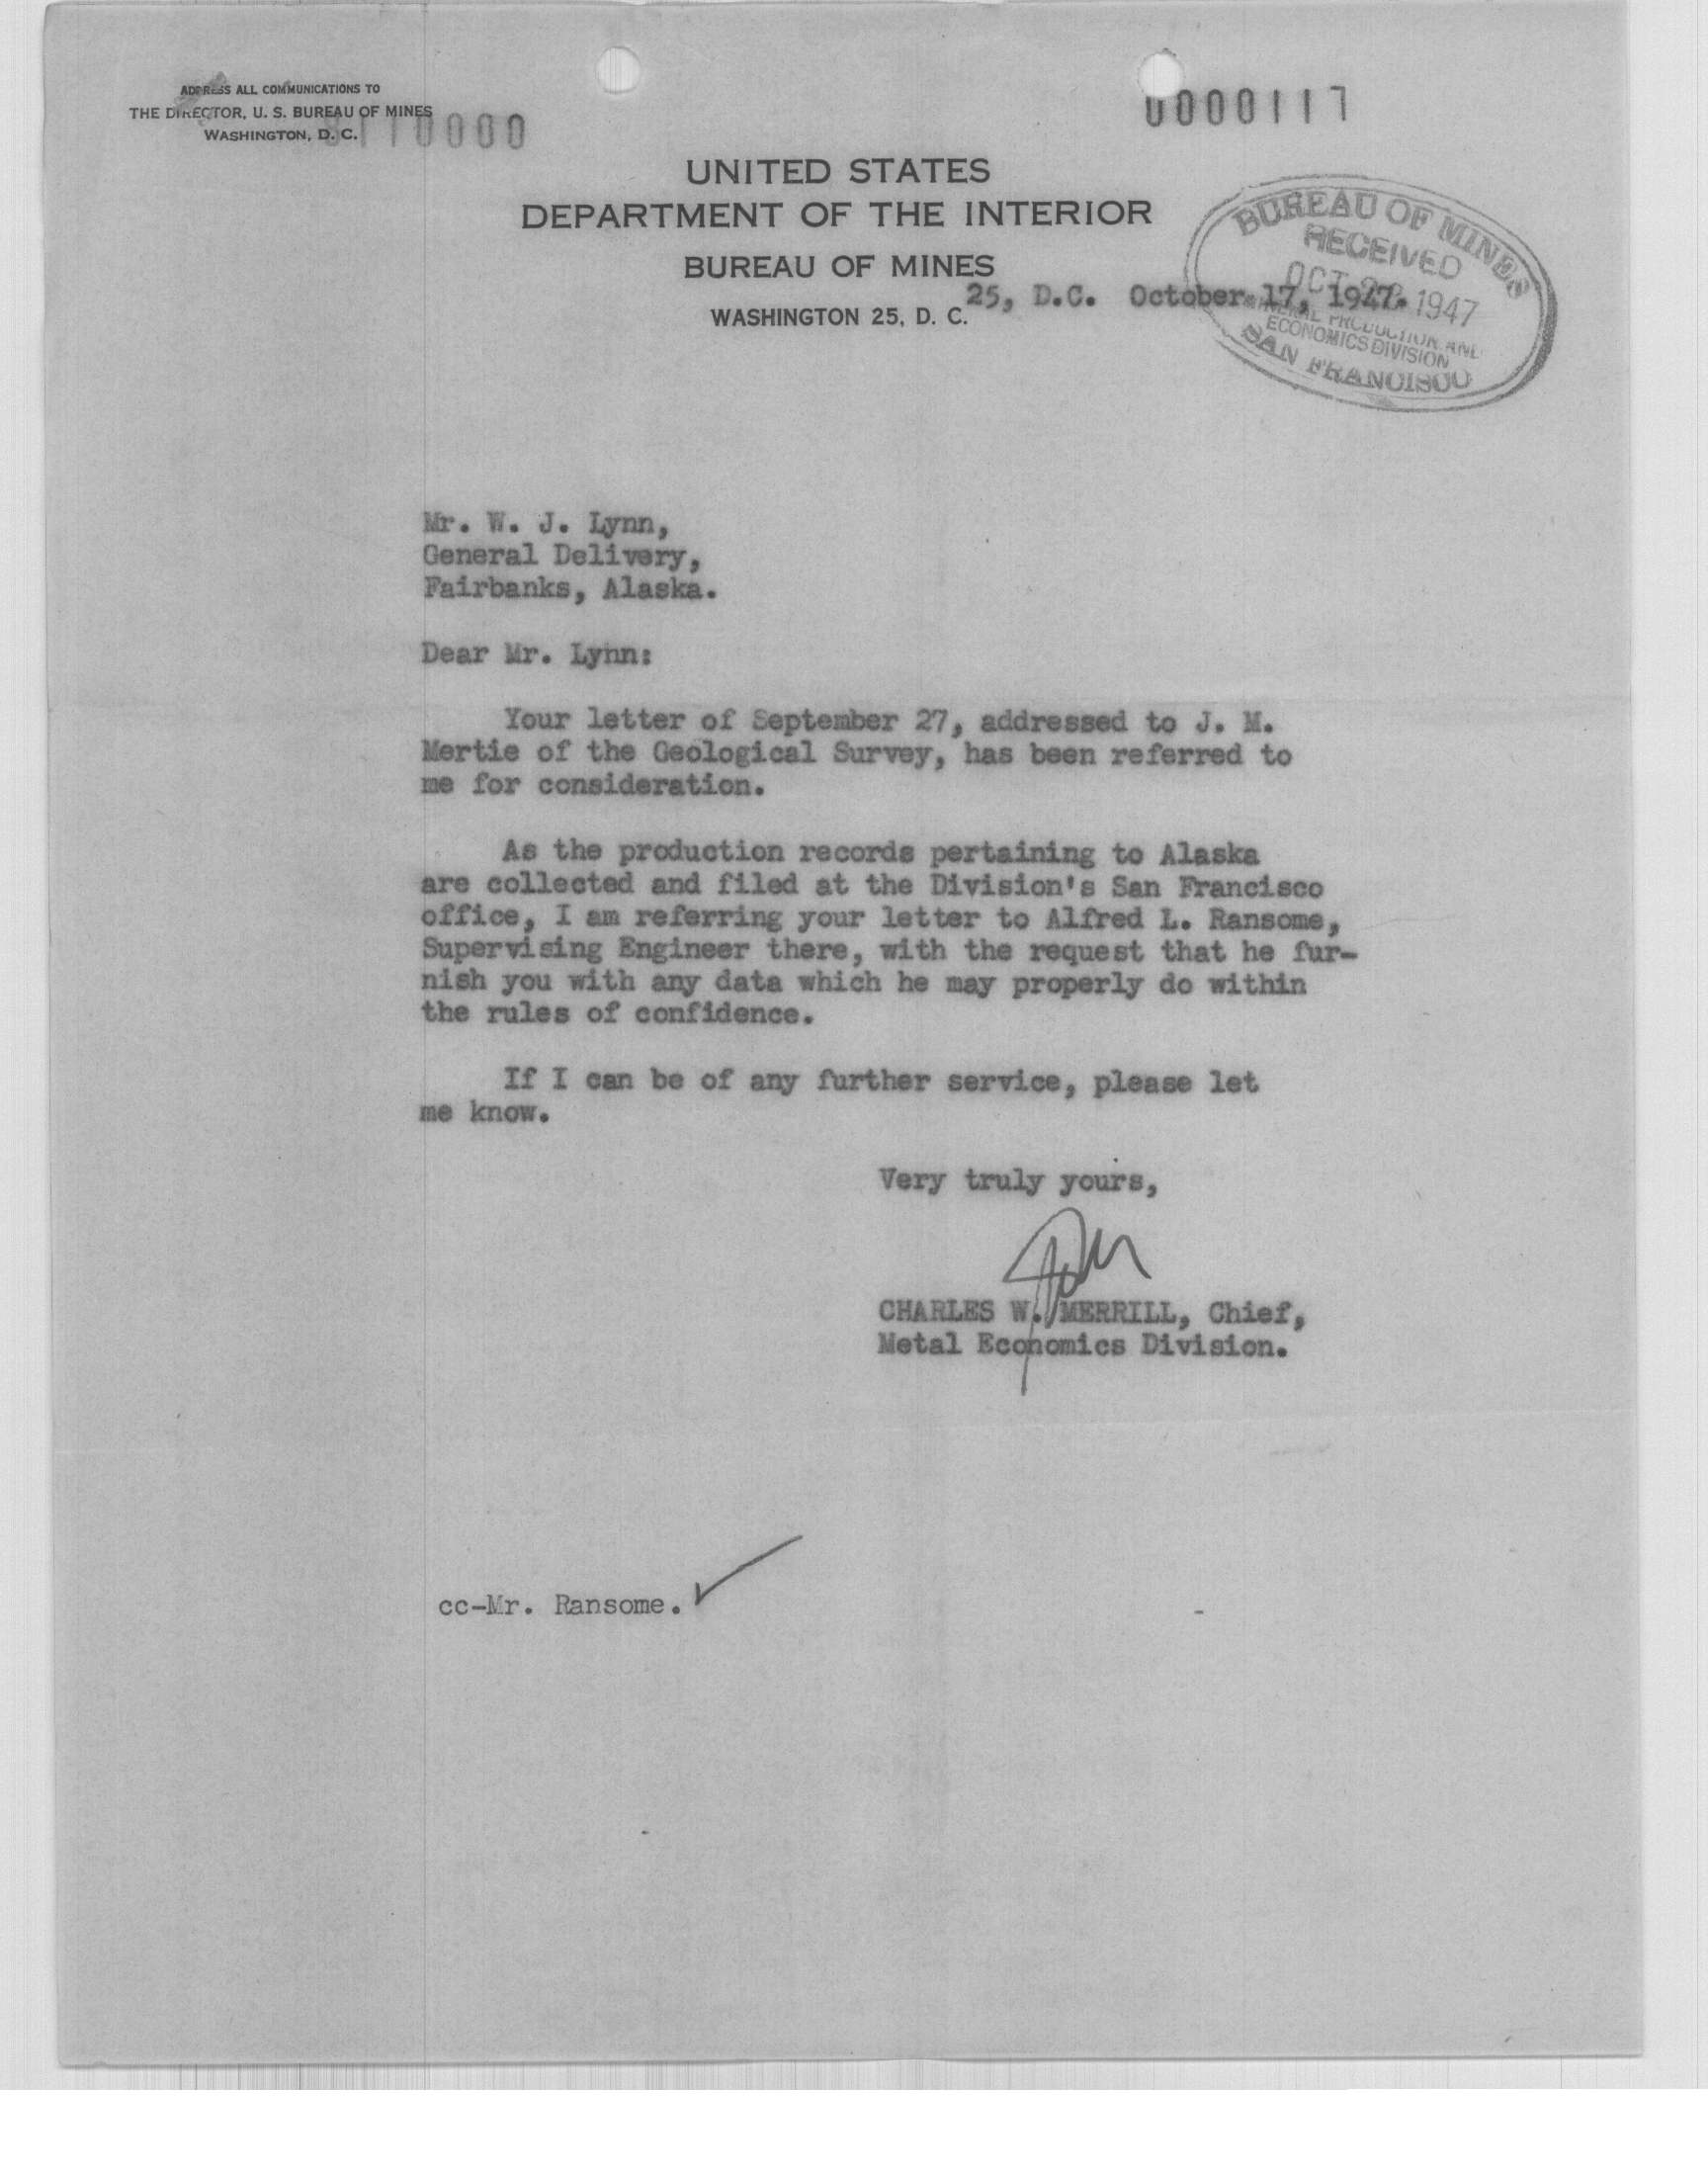 ADDRESS ALL COMMUNICATIONS TO
THE DIRECTOR, U. S. BUREAU OF MINES
WASHINGTON, D. C.
0000117
UNITED STATES
DEPARTMENT OF THE INTERIOR
BUREAU OF MINES
WASHINGTON 25, D. C.
25, D.C. October 17, 1947.
BUREAU OF MINES
RECEIVED
OCT 1947
MINERAL PRODUCTION AND
ECONOMICS DIVISION
SAN FRANCISCO
Mr. W. J. Lynn,
General Delivery,
Fairbanks, Alaska.
Dear Mr. Lynn:
Your letter of September 27, addressed to J. M.
Mertie of the Geological Survey, has been referred to
me for consideration.
As the production records pertaining to Alaska
are collected and filed at the Division's San Francisco
office, I am referring your letter to Alfred L. Ransome,
Supervising Engineer there, with the request that he fur-
nish you with any data which he may properly do within
the rules of confidence.
If I can be of any further service, please let
me know.
Very truly yours,
CHARLES W. MERRILL, Chief,
Metal Economics Division.
cc-Mr. Ransome.